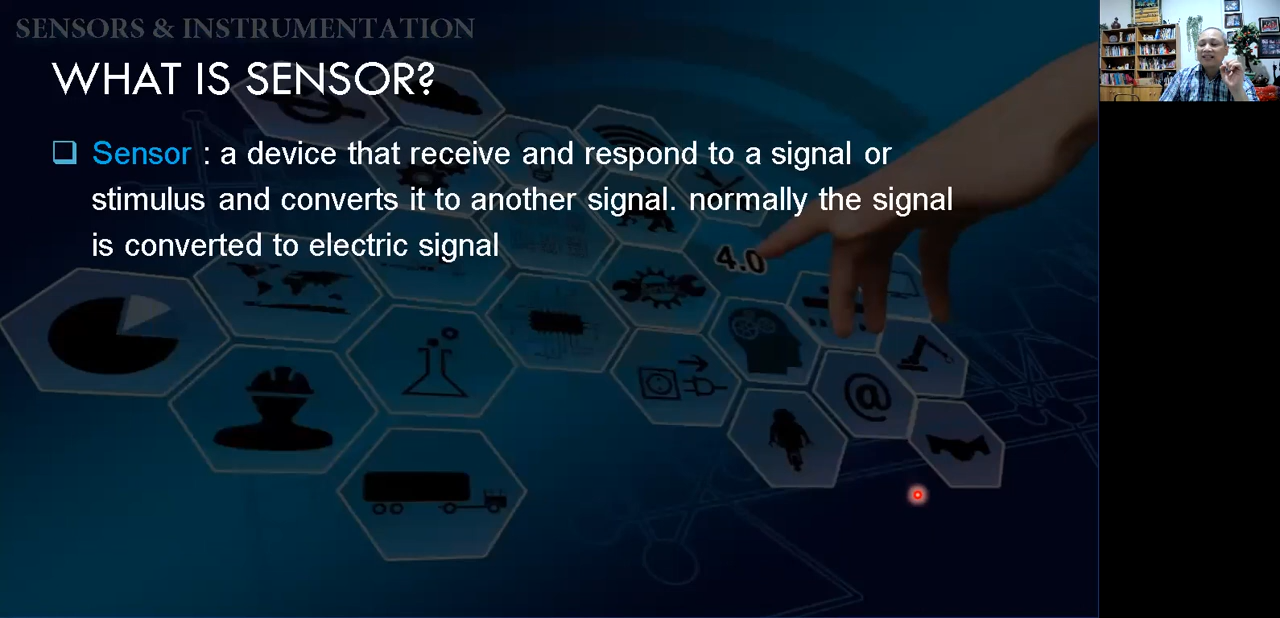 SENSORS & INSTRUMENTATION
WHAT IS SENSOR?
Sensor : a device that receive and respond to a signal or
stimulus and converts it to another signal. normally the signal
is converted to electric signal
4.0
@